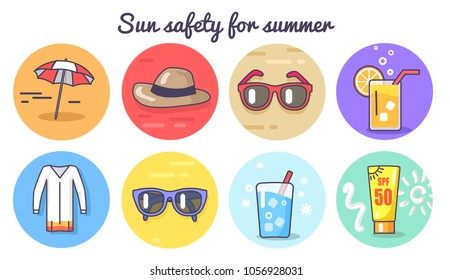 Sun safety for summer
SPF
50
shutterstock.com · 1056928031